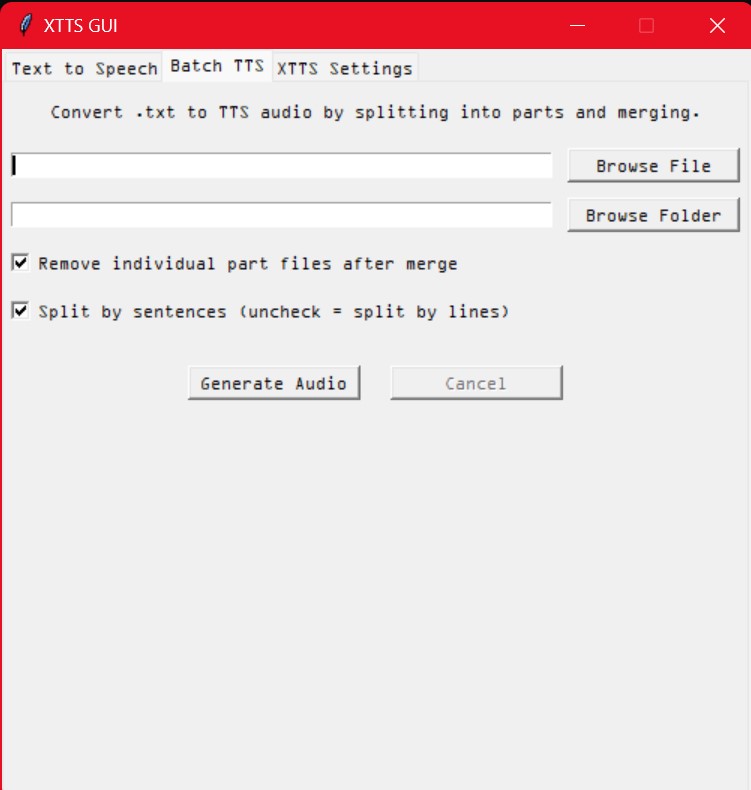 XTTS GUI
Text to Speech Batch TTS XTTS Settings
Convert .txt to TTS audio by splitting into parts and merging.
Browse File
Browse Folder
Remove individual part files after merge
Split by sentences (uncheck = split by lines)
Generate Audio Cancel